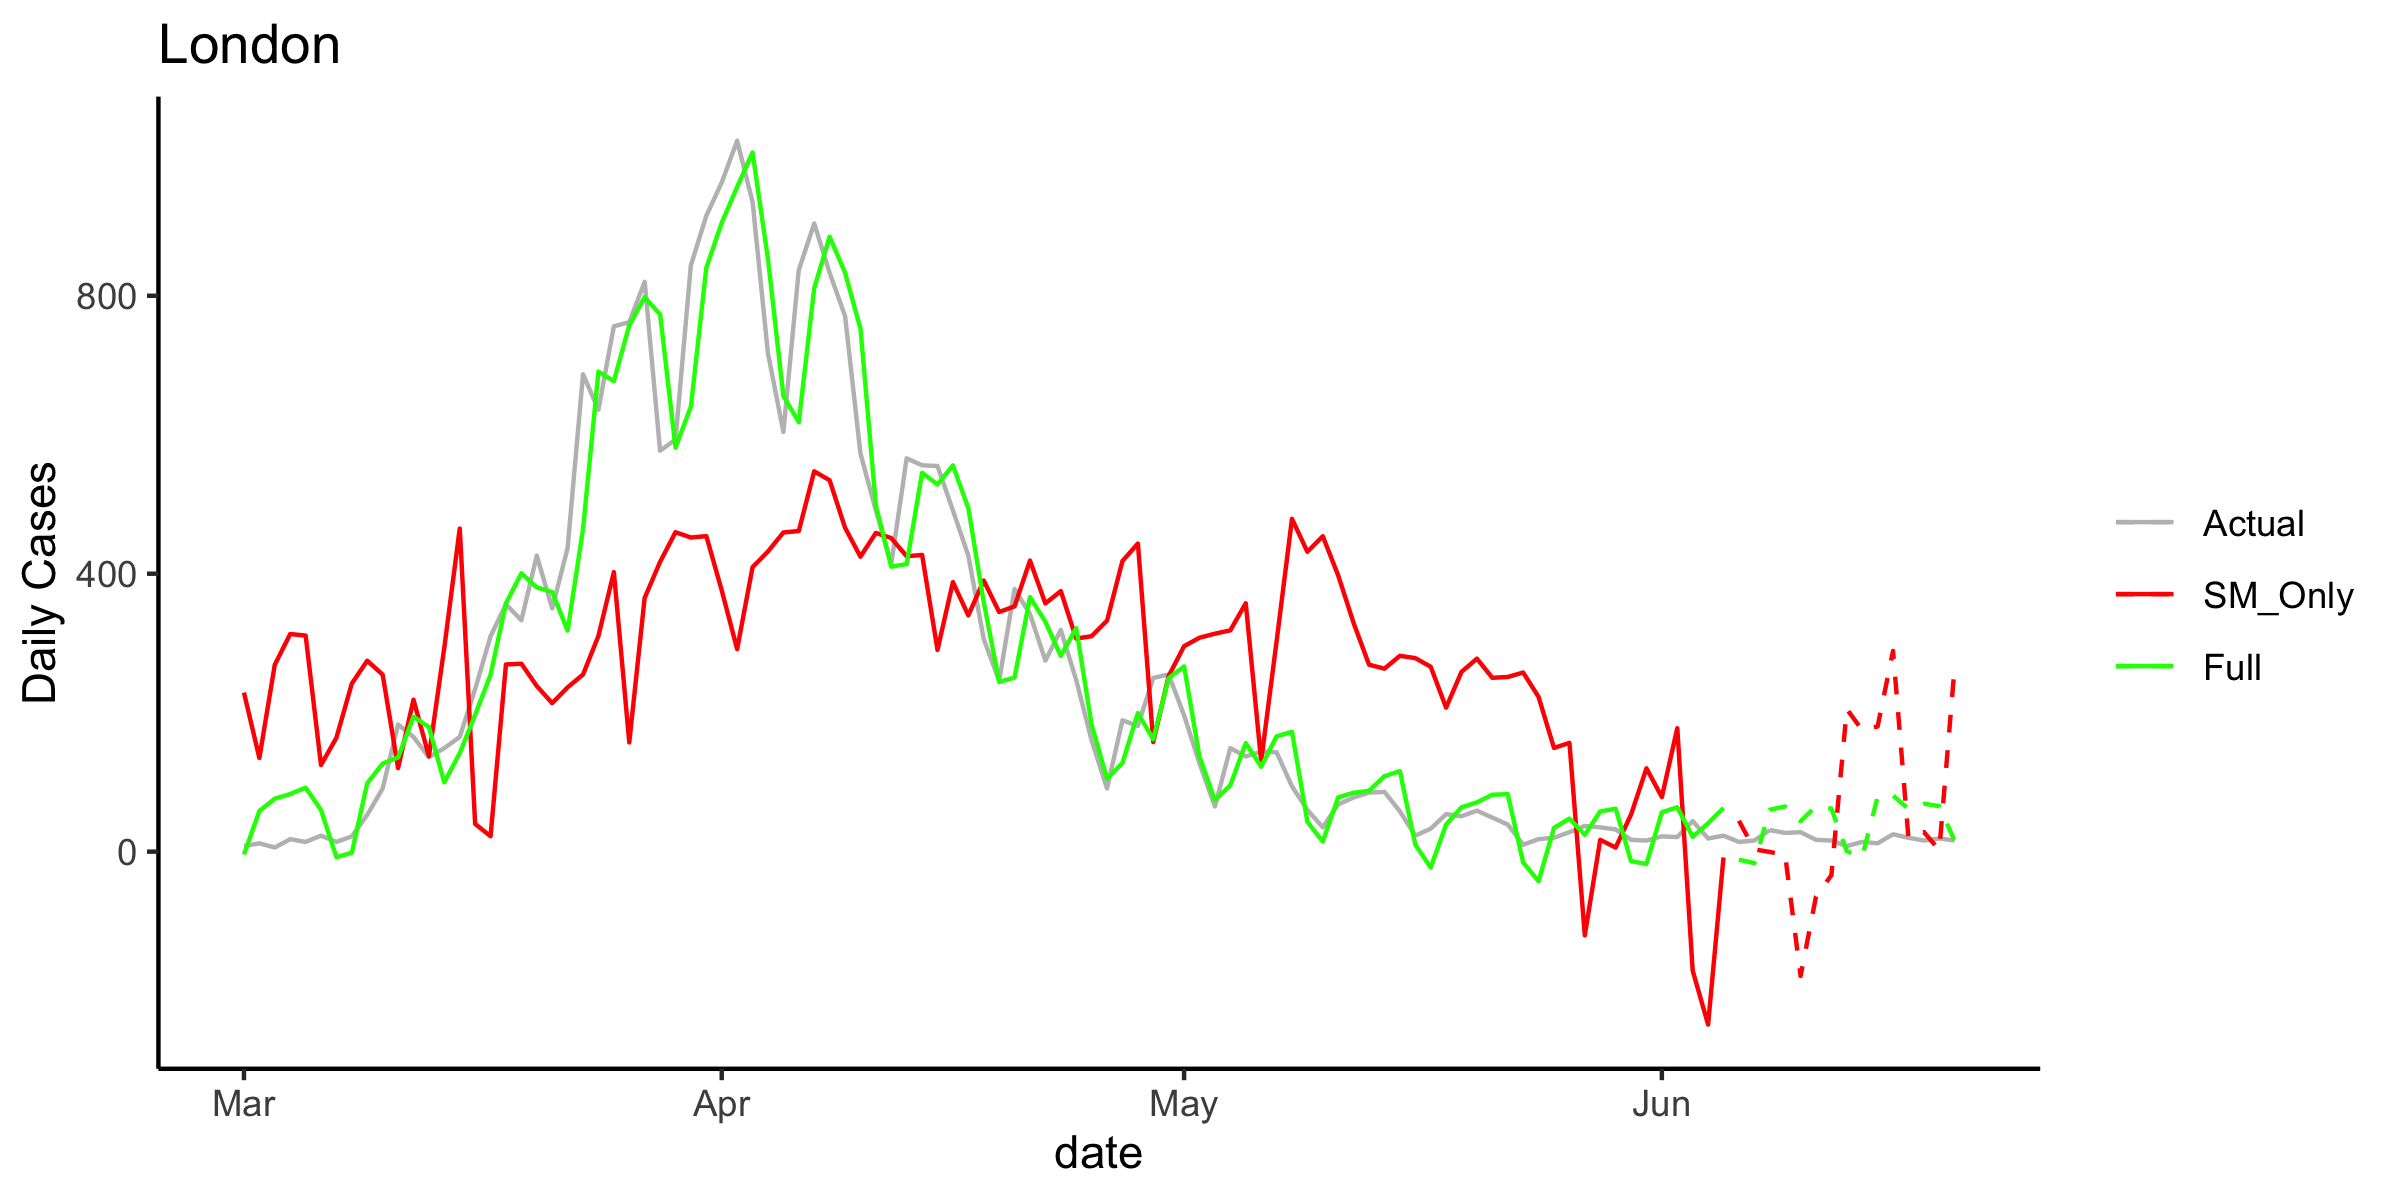 London
Daily Cases
800
400
0
Mar
Apr
May
Jun
date
Actual
SM_Only
Full